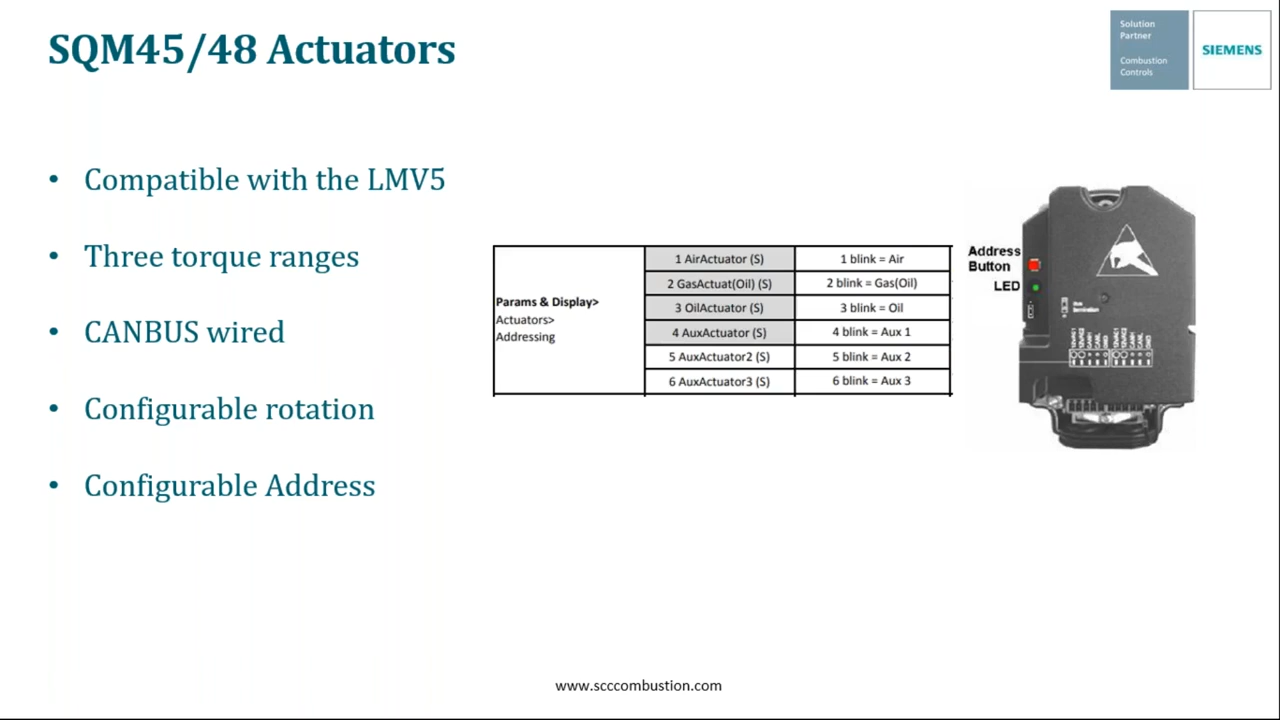 SQM45/48 Actuators
Solution
Partner
Combustion
Controls
SIEMENS
• Compatible with the LMV5
• Three torque ranges
• CANBUS wired
• Configurable rotation
• Configurable Address
Params & Display>
Actuators>
Addressing
1 AirActuator (S) 1 blink = Air
2 GasActuat(Oil) (S) 2 blink = Gas(Oil)
3 OilActuator (S) 3 blink = Oil
4 AuxActuator (S) 4 blink = Aux 1
5 AuxActuator2 (S) 5 blink = Aux 2
6 AuxActuator3 (S) 6 blink = Aux 3
Address
Button
LED
www.scccombustion.com